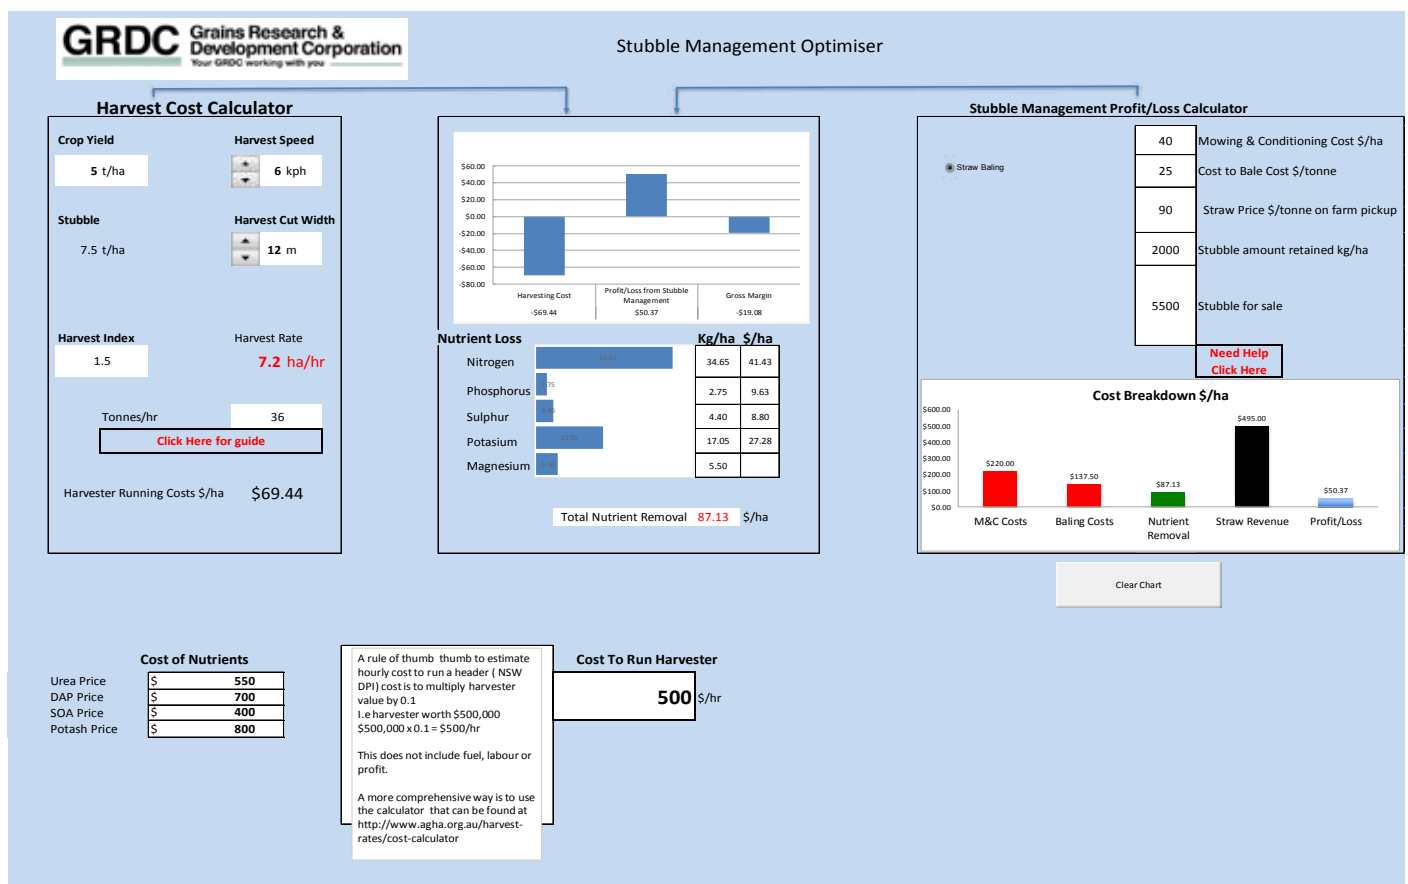 GRDC
Grains Research &
Development Corporation
Your GRDC working with you
Stubble Management Optimiser
Harvest Cost Calculator
Crop Yield
Harvest Speed
5 t/ha
6 kph
Stubble
Harvest Cut Width
7.5 t/ha
12 m
Harvest Index
Harvest Rate
1.5
7.2 ha/hr
Tonnes/hr
36
Click Here for guide
Harvester Running Costs $/ha
$69.44
$60.00
$40.00
$20.00
$0.00
-$20.00
-$40.00
-$60.00
-$80.00
Harvesting Cost
Profit/Loss from Stubble
Management
Gross Margin
-$69.44
$50.37
-$19.08
Nutrient Loss
Kg/ha $/ha
Nitrogen
34.65
34.65
41.43
Phosphorus
2.75
2.75
9.63
Sulphur
4.40
4.40
8.80
Potasium
17.05
17.05
27.28
Magnesium
5.50
5.50
Total Nutrient Removal 87.13 $/ha
Stubble Management Profit/Loss Calculator
Straw Baling
40
Mowing & Conditioning Cost $/ha
25
Cost to Bale Cost $/tonne
90
Straw Price $/tonne on farm pickup
2000
Stubble amount retained kg/ha
5500
Stubble for sale
Need Help
Click Here
Cost Breakdown $/ha
$600.00
$500.00
$400.00
$300.00
$200.00
$100.00
$0.00
$220.00
$137.50
$87.13
$495.00
$50.37
M&C Costs
Baling Costs
Nutrient
Removal
Straw Revenue
Profit/Loss
Clear Chart
Cost of Nutrients
Urea Price
$ 550
DAP Price
$ 700
SOA Price
$ 400
Potash Price
$ 800
A rule of thumb thumb to estimate
hourly cost to run a header ( NSW
DPI) cost is to multiply harvester
value by 0.1
I.e harvester worth $500,000
$500,000 x 0.1 = $500/hr
This does not include fuel, labour or
profit.
A more comprehensive way is to use
the calculator that can be found at
http://www.agha.org.au/harvest-
rates/cost-calculator
Cost To Run Harvester
500 $/hr